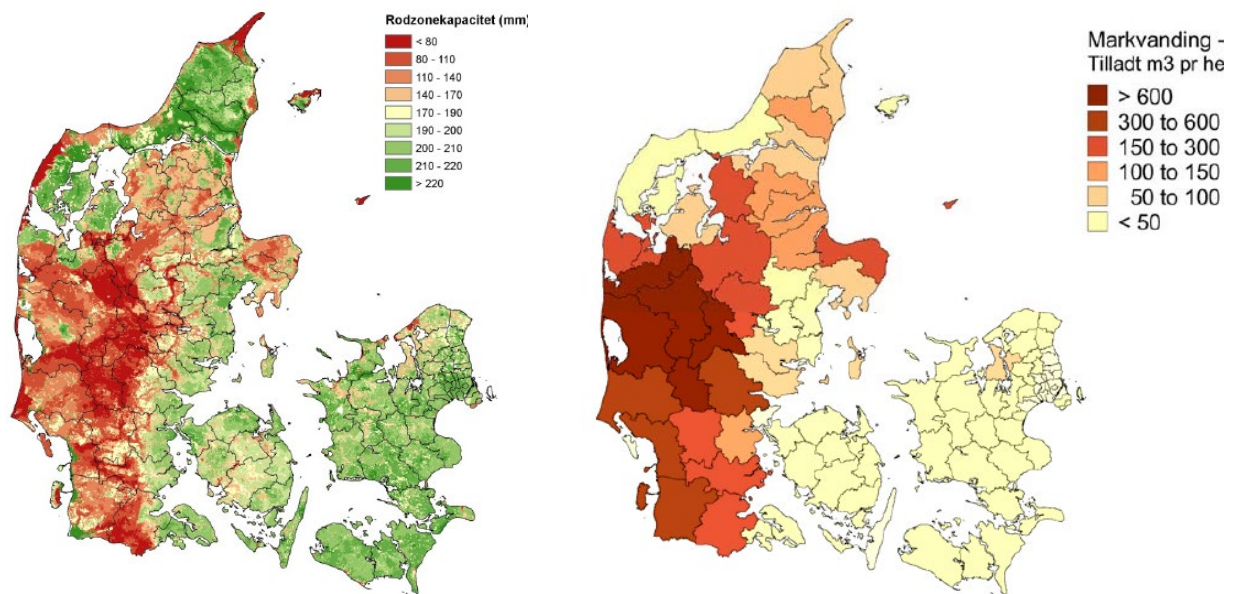 Rodzonekapacitet (mm)
< 80
80 - 110
110 - 140
140 - 170
170 - 190
190 - 200
200 - 210
210 - 220
> 220
Markvanding -
Tilladt m3 pr he
> 600
300 to 600
150 to 300
100 to 150
50 to 100
< 50